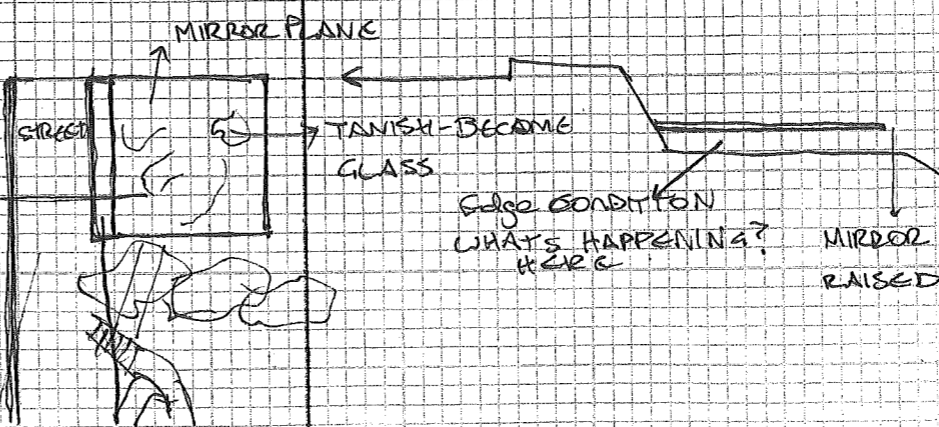 MIRROR PLANE
STREET
TANISH-BECOME
GLASS
Edge CONDITION
WHATS HAPPENING?
HERE
MIRROR
RAISED